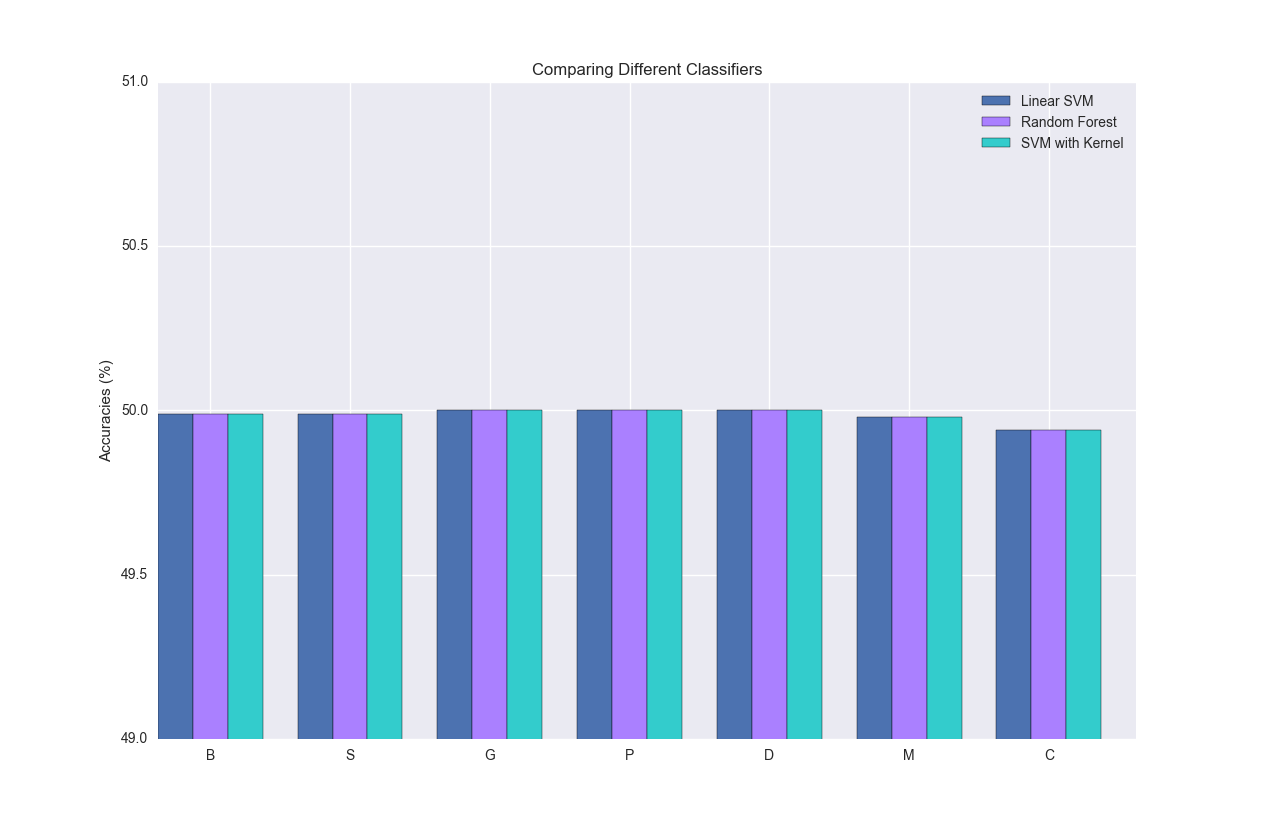 Comparing Different Classifiers
51.0
50.5
50.0
49.5
49.0
Accuracies (%)
Linear SVM
Random Forest
SVM with Kernel
B S G P D M C